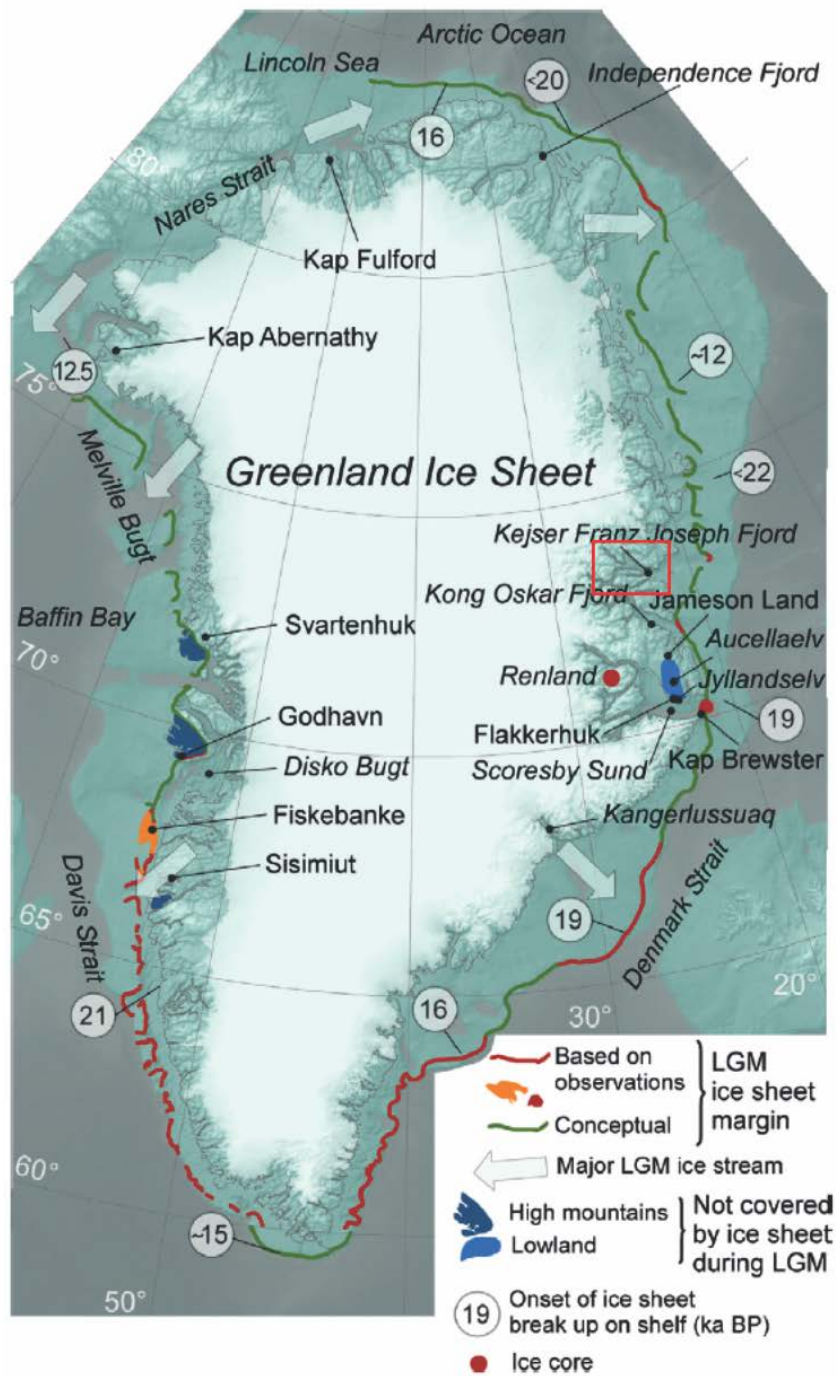 Arctic Ocean
Lincoln Sea
Independence Fjord
<20
16
80°
Nares Strait
Kap Fulford
Kap Abernathy
12.5
75°
~12
Melville Bugt
Greenland Ice Sheet
<22
Kejser Franz Joseph Fjord
Kong Oskar Fjord
Jameson Land
Baffin Bay
Svartenhuk
Aucellaelv
70°
Renland
Jyllandselv
Godhavn
Flakkerhuk
19
Disko Bugt
Scoresby Sund
Kap Brewster
Fiskebanke
Kangerlussuaq
Sisimiut
Davis Strait
65°
19
Denmark Strait
20°
21
16
30°
Based on
observations
Conceptual
LGM
ice sheet
margin
Major LGM ice stream
60°
High mountains
Lowland
Not covered
by ice sheet
during LGM
~15
50°
19
Onset of ice sheet
break up on shelf (ka BP)
Ice core